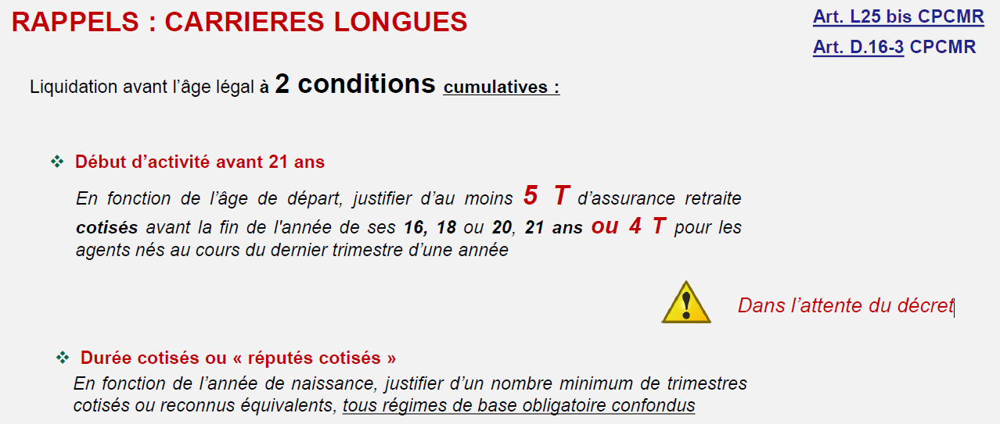 RAPPELS : CARRIERES LONGUES
Art. L25 bis CPCMR
Art. D.16-3 CPCMR
Liquidation avant l’âge légal à 2 conditions cumulatives :
❖ Début d’activité avant 21 ans
En fonction de l’âge de départ, justifier d’au moins 5 T d’assurance retraite
cotisés avant la fin de l'année de ses 16, 18 ou 20, 21 ans ou 4 T pour les
agents nés au cours du dernier trimestre d’une année
Dans l’attente du décret
❖ Durée cotisés ou « réputés cotisés »
En fonction de l’année de naissance, justifier d’un nombre minimum de trimestres
cotisés ou reconnus équivalents, tous régimes de base obligatoire confondus